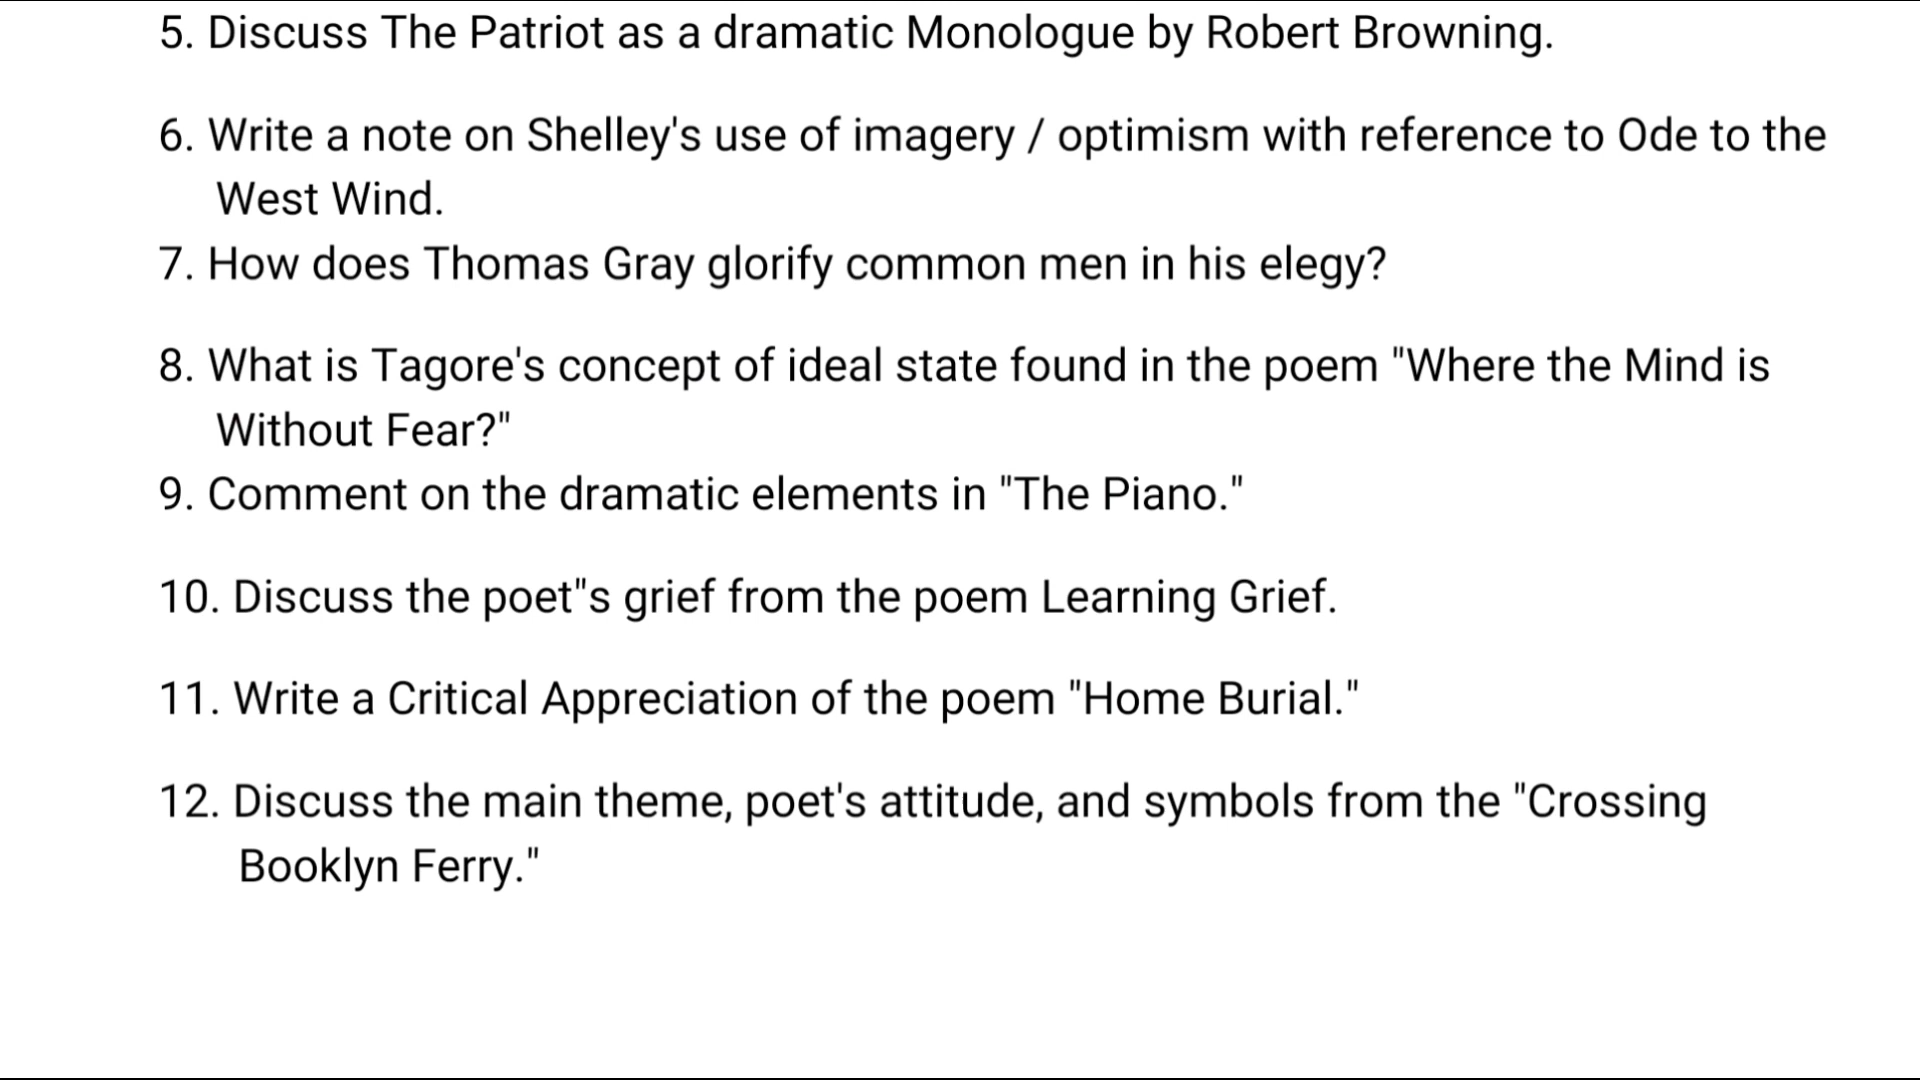 5. Discuss The Patriot as a dramatic Monologue by Robert Browning.
6. Write a note on Shelley's use of imagery / optimism with reference to Ode to the
West Wind.
7. How does Thomas Gray glorify common men in his elegy?
8. What is Tagore's concept of ideal state found in the poem "Where the Mind is
Without Fear?"
9. Comment on the dramatic elements in "The Piano."
10. Discuss the poet"s grief from the poem Learning Grief.
11. Write a Critical Appreciation of the poem "Home Burial."
12. Discuss the main theme, poet's attitude, and symbols from the "Crossing
Booklyn Ferry."